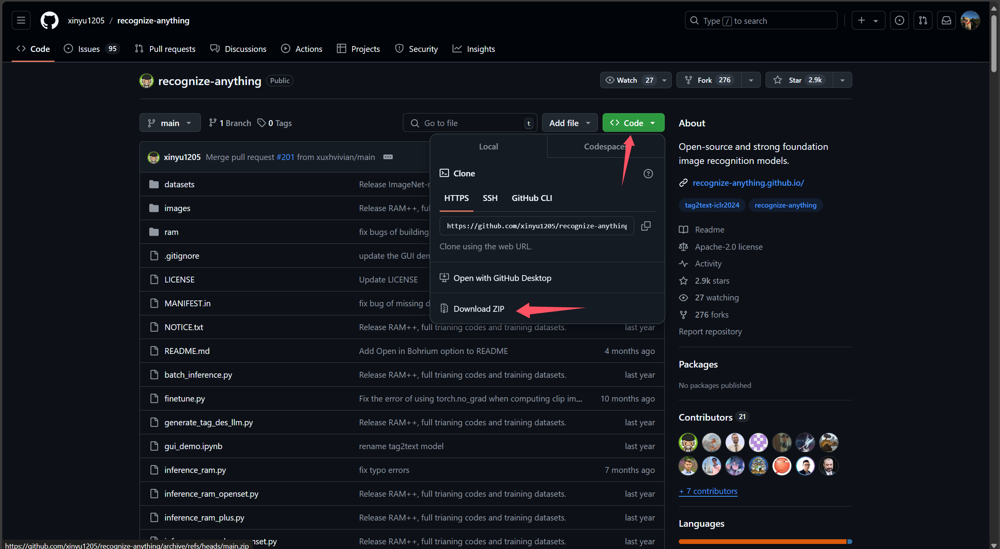 xinyu1205 / recognize-anything
Type / to search
Code
Issues 95
Pull requests
Discussions
Actions
Projects
Security
Insights
recognize-anything Public
Watch 27
Fork 276
Star 2.9k
main
1 Branch
0 Tags
Go to file t
Add file
Code
Local
Codespaces
Clone
HTTPS SSH GitHub CLI
https://github.com/xinyu1205/recognize-anything
Clone using the web URL.
Open with GitHub Desktop
Download ZIP
xinyu1205 Merge pull request #201 from xuxhvivian/main
datasets Release ImageNet-
images Release RAM++,
ram fix bugs of building
.gitignore update the GUI
LICENSE Update LICENSE
MANIFEST.in fix bug of missing
NOTICE.txt Release RAM++, full trianing codes and training datasets. last year
README.md Add Open in Bohrium option to README 4 months ago
batch_inference.py Release RAM++, full trianing codes and training datasets. last year
finetune.py Fix the error of using torch.no_grad when computing clip im... 10 months ago
generate_tag_des_llm.py Release RAM++, full trianing codes and training datasets. last year
gui_demo.ipynb rename tag2text model last year
inference_ram.py fix typo errors 7 months ago
inference_ram_openset.py Release RAM++, full trianing codes and training datasets. last year
inference_ram_plus.py Release RAM++, full trianing codes and training datasets. last year
nset.py Release RAM++, full trianing codes and training datasets. last year
About
Open-source and strong foundation
image recognition models.
recognize-anything.github.io/
tag2text-iclr2024 recognize-anything
Readme
Apache-2.0 license
Activity
2.9k stars
27 watching
276 forks
Report repository
Packages
No packages published
Contributors 21
+ 7 contributors
Languages
https://github.com/xinyu1205/recognize-anything/archive/refs/heads/main.zip